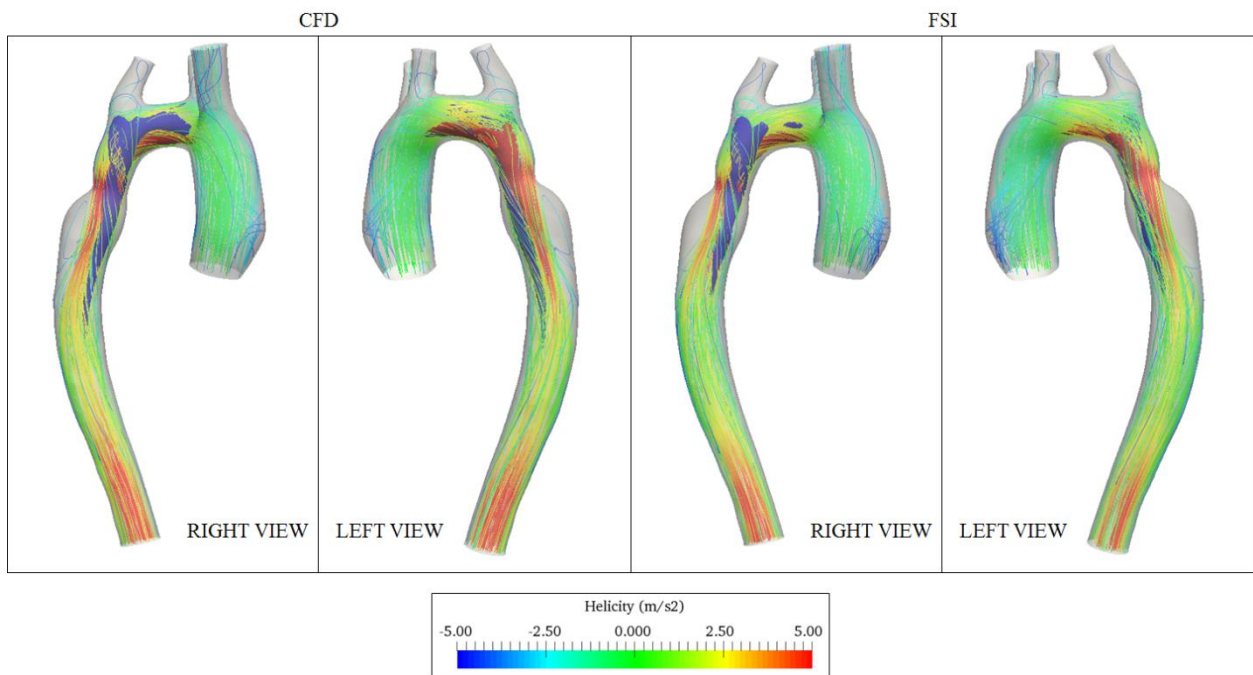 CFD FSI
RIGHT VIEW LEFT VIEW RIGHT VIEW LEFT VIEW
Helicity (m/s2)
-5.00 -2.50 0.000 2.50 5.00